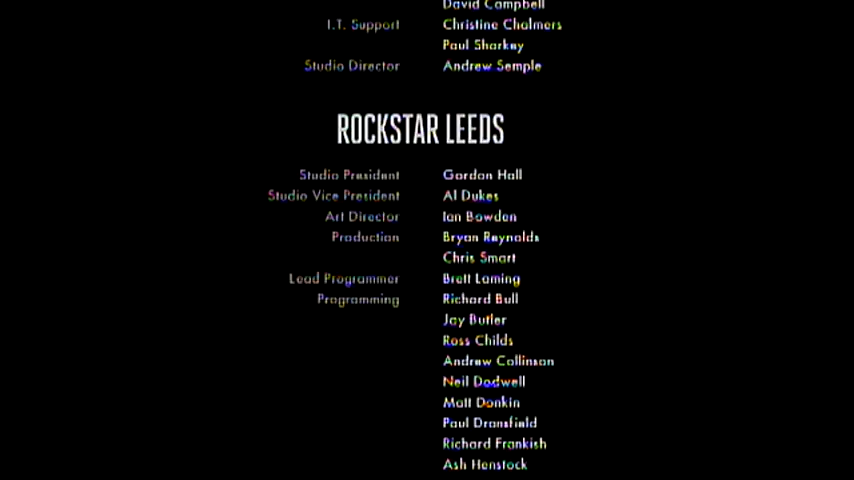 David Campbell
I.T. Support Christine Chalmers
Paul Sharkey
Studio Director Andrew Semple
ROCKSTAR LEEDS
Studio President Gordon Hall
Studio Vice President Al Dukes
Art Director Ian Bowden
Production Bryan Reynolds
Chris Smart
Lead Programmer Brett Laming
Programming Richard Bull
Jay Butler
Ross Childs
Andrew Collinson
Neil Dodwell
Matt Donkin
Paul Dransfield
Richard Frankish
Ash Henstock